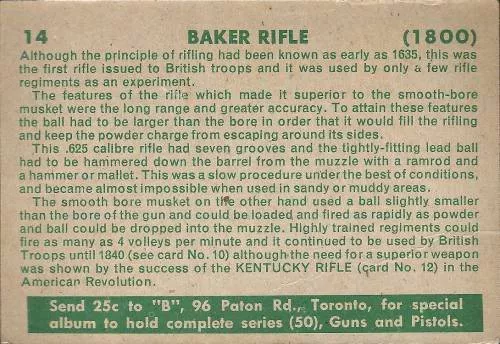 14 BAKER RIFLE (1800)
Although the principle of rifling had been known as early as 1635, this was
the first rifle issued to British troops and it was used by only a few rifle
regiments as an experiment.
The features of the rifle which made it superior to the smooth-bore
musket were the long range and greater accuracy. To attain these features
the ball had to be larger than the bore in order that it would fill the rifling
and keep the powder charge from escaping around its sides.
This .625 calibre rifle had seven grooves and the tightly-fitting lead ball
had to be hammered down the barrel from the muzzle with a ramrod and
a hammer or mallet. This was a slow procedure under the best of conditions,
and became almost impossible when used in sandy or muddy areas.
The smooth bore musket on the other hand used a ball slightly smaller
than the bore of the gun and could be loaded and fired as rapidly as powder
and ball could be dropped into the muzzle. Highly trained regiments could
fire as many as 4 volleys per minute and it continued to be used by British
Troops until 1840 (see card No. 10) although the need for a superior weapon
was shown by the success of the KENTUCKY RIFLE (card No. 12) in the
American Revolution.
Send 25c to "B", 96 Paton Rd., Toronto, for special
album to hold complete series (50), Guns and Pistols.